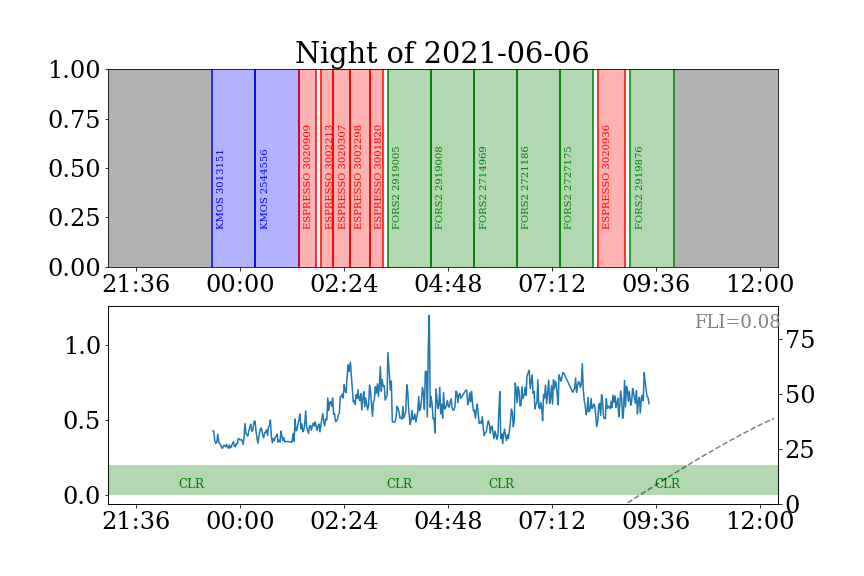 Night of 2021-06-06
1.00
0.75
0.50
0.25
0.00
KMOS 3013151
KMOS 2544556
ESPRESSO 3020909
ESPRESSO 3002213
ESPRESSO 3020307
ESPRESSO 3002298
ESPRESSO 3001820
FORS2 2919005
FORS2 2919008
FORS2 2714969
FORS2 2721186
FORS2 2727175
ESPRESSO 3020936
FORS2 2919876
21:36 00:00 02:24 04:48 07:12 09:36 12:00
FLI=0.08
1.0
0.5
0.0
75
50
25
0
CLR CLR CLR CLR
21:36 00:00 02:24 04:48 07:12 09:36 12:00